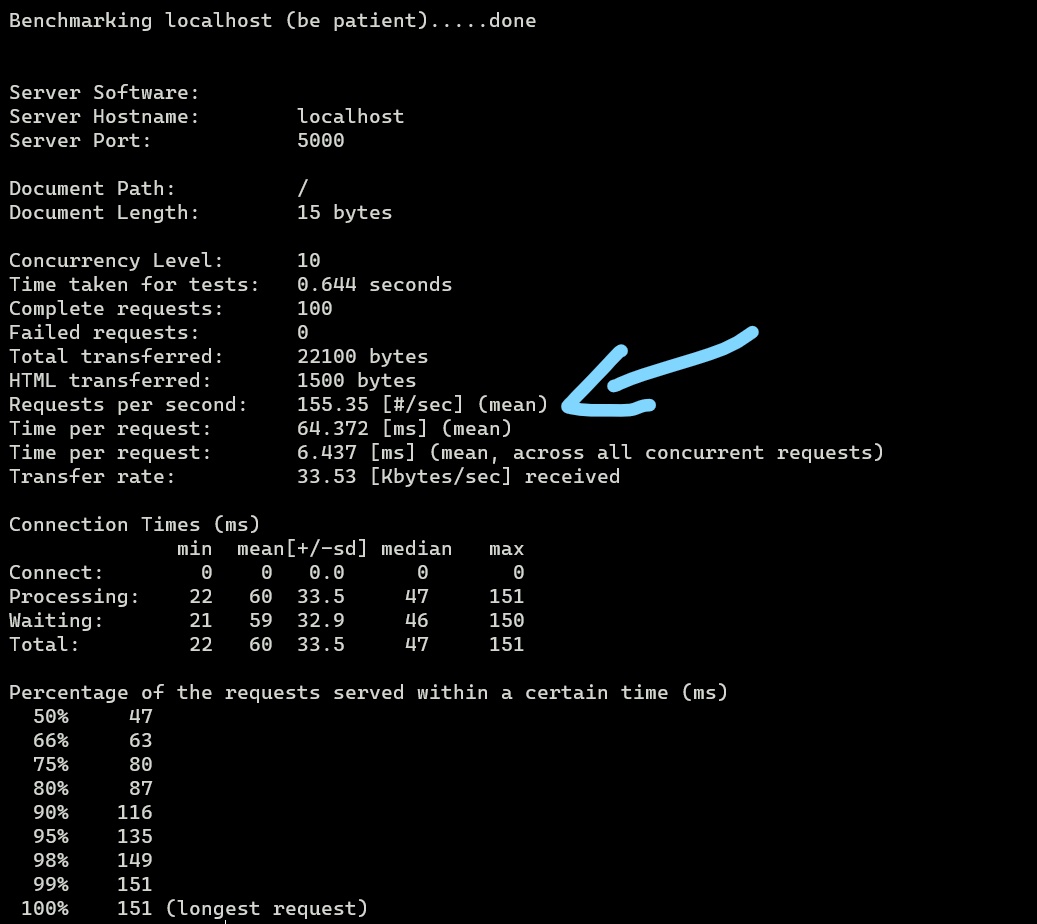 Benchmarking localhost (be patient).....done
Server Software:
Server Hostname: localhost
Server Port: 5000
Document Path: /
Document Length: 15 bytes
Concurrency Level: 10
Time taken for tests: 0.644 seconds
Complete requests: 100
Failed requests: 0
Total transferred: 22100 bytes
HTML transferred: 1500 bytes
Requests per second: 155.35 [#/sec] (mean)
Time per request: 64.372 [ms] (mean)
Time per request: 6.437 [ms] (mean, across all concurrent requests)
Transfer rate: 33.53 [Kbytes/sec] received
Connection Times (ms)
min mean[+/-sd] median max
Connect: 0 0 0.0 0 0
Processing: 22 60 33.5 47 151
Waiting: 21 59 32.9 46 150
Total: 22 60 33.5 47 151
Percentage of the requests served within a certain time (ms)
50% 47
66% 63
75% 80
80% 87
90% 116
95% 135
98% 149
99% 151
100% 151 (longest request)